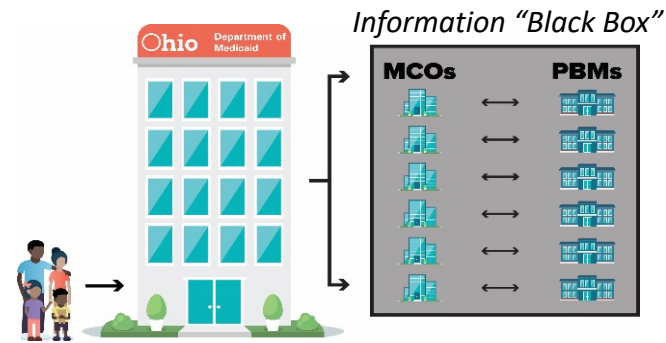 Information “Black Box”
Ohio Department of
Medicaid
MCOs PBMs